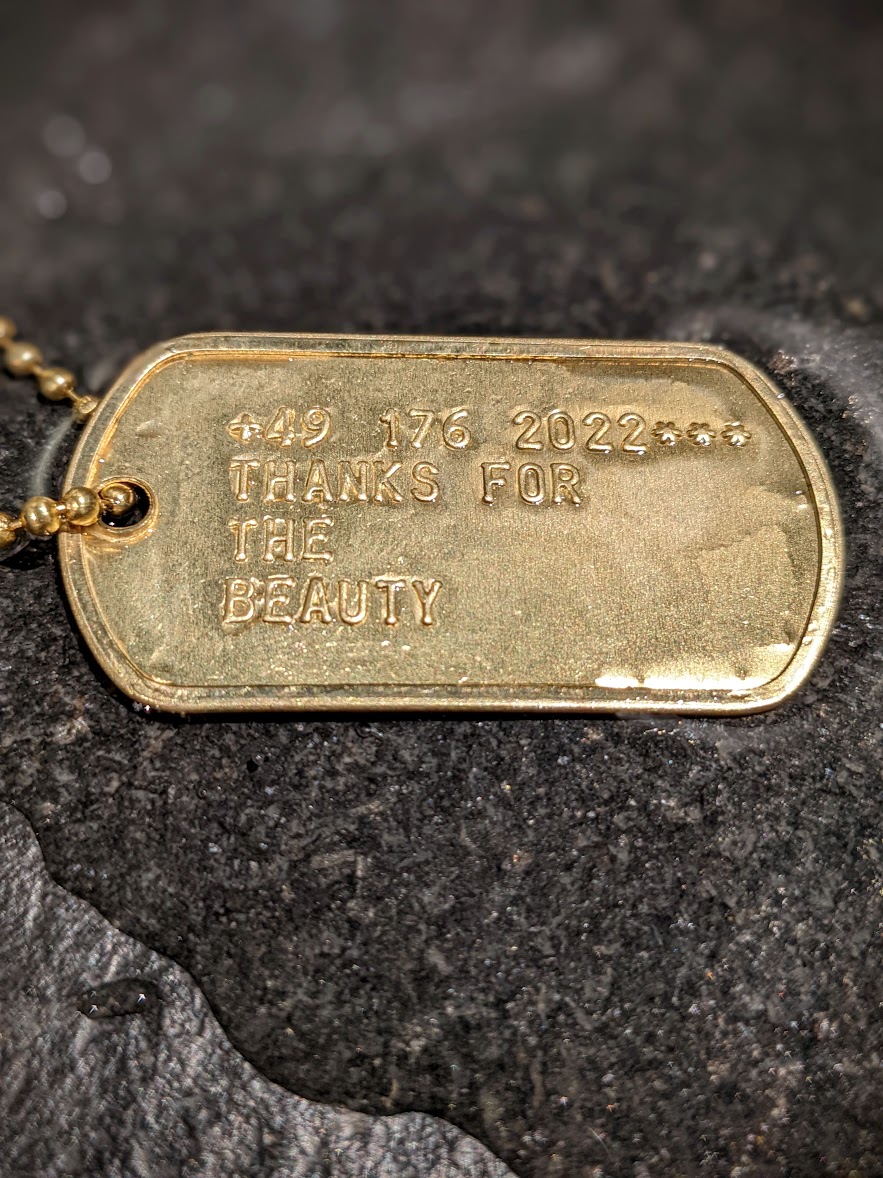 +49 176 2022***
THANKS FOR
THE
BEAUTY